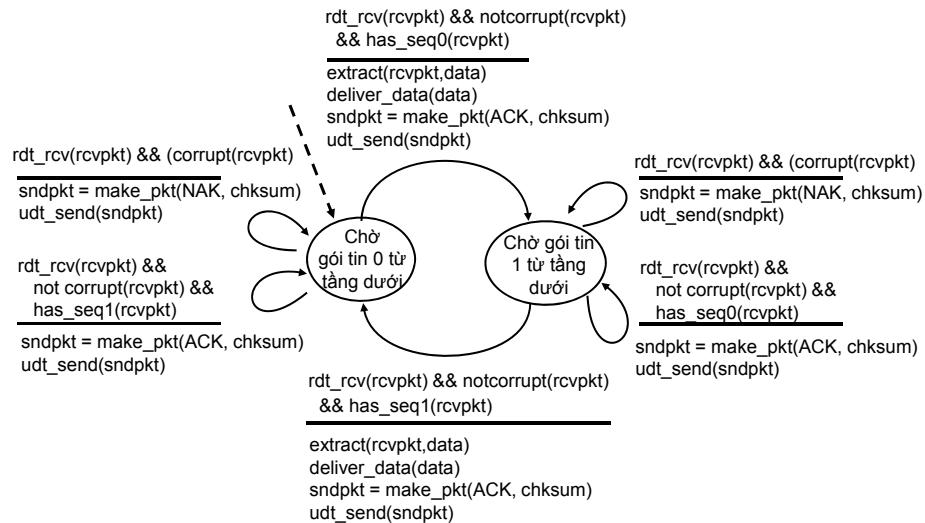 rdt_rcv(rcvpkt) && notcorrupt(rcvpkt)
&& has_seq0(rcvpkt)
extract(rcvpkt,data)
deliver_data(data)
sndpkt = make_pkt(ACK, chksum)
udt_send(sndpkt)
rdt_rcv(rcvpkt) && (corrupt(rcvpkt)
sndpkt = make_pkt(NAK, chksum)
udt_send(sndpkt)
rdt_rcv(rcvpkt) &&
not corrupt(rcvpkt) &&
has_seq1(rcvpkt)
sndpkt = make_pkt(ACK, chksum)
udt_send(sndpkt)
Chờ
gói tin 0 từ
tầng dưới
Chờ gói tin
1 từ tầng
dưới
rdt_rcv(rcvpkt) && (corrupt(rcvpkt)
sndpkt = make_pkt(NAK, chksum)
udt_send(sndpkt)
rdt_rcv(rcvpkt) &&
not corrupt(rcvpkt) &&
has_seq0(rcvpkt)
sndpkt = make_pkt(ACK, chksum)
udt_send(sndpkt)
rdt_rcv(rcvpkt) && notcorrupt(rcvpkt)
&& has_seq1(rcvpkt)
extract(rcvpkt,data)
deliver_data(data)
sndpkt = make_pkt(ACK, chksum)
udt_send(sndpkt)